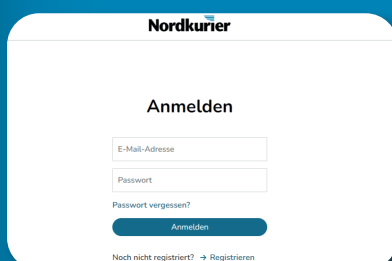 Nordkurier
Anmelden
E-Mail-Adresse
Passwort
Passwort vergessen?
Anmelden
Noch nicht registriert? → Registrieren